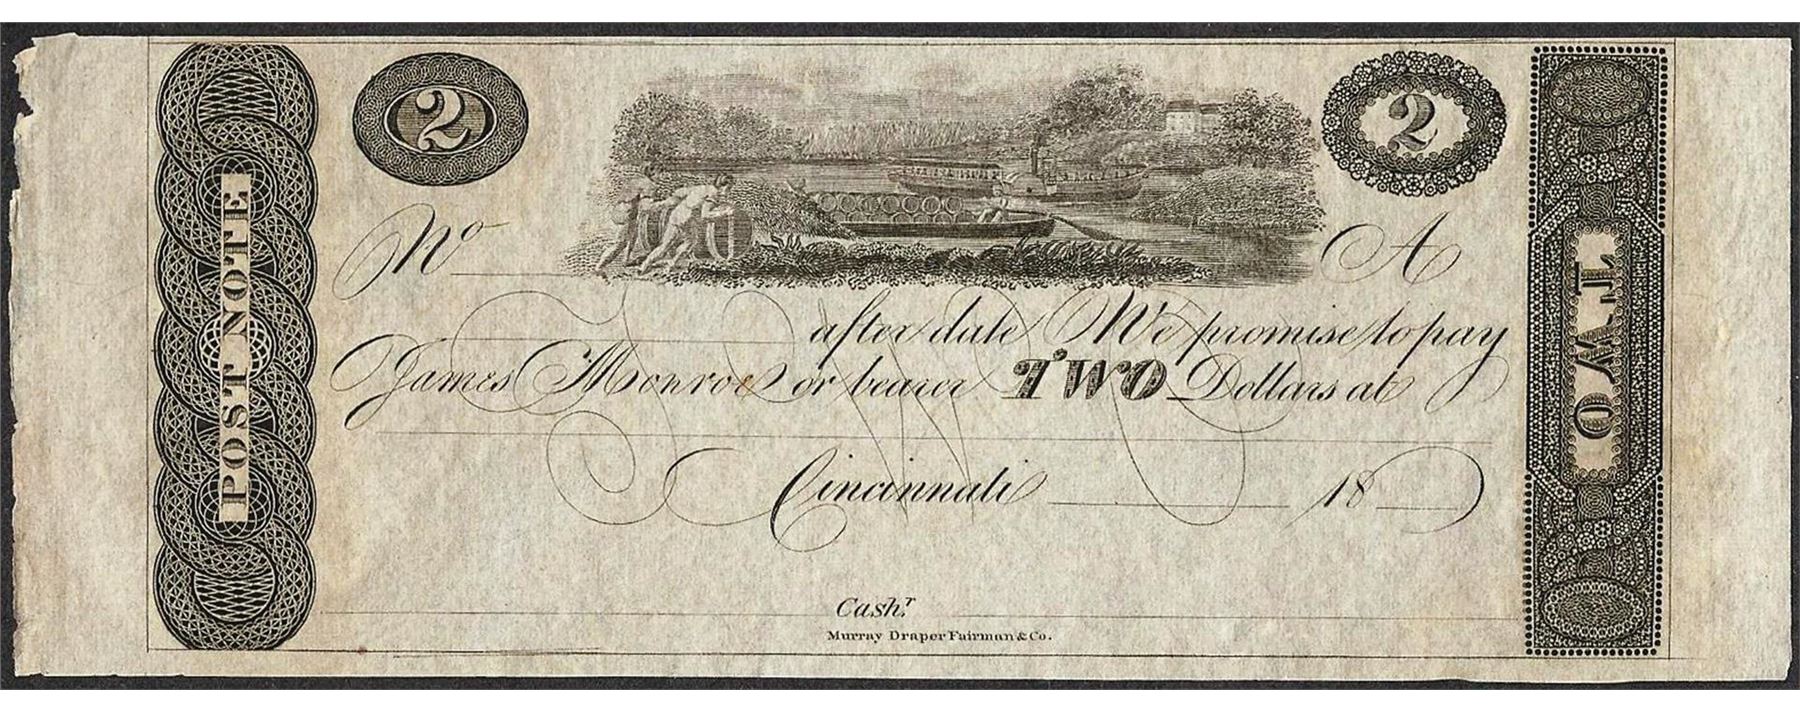 POST NOTE
2
2
No
A
after date We promise to pay
James Monroe or bearer TWO Dollars at
Cincinnati 18
Cash.r
Murray Draper Fairman & Co.
TWO